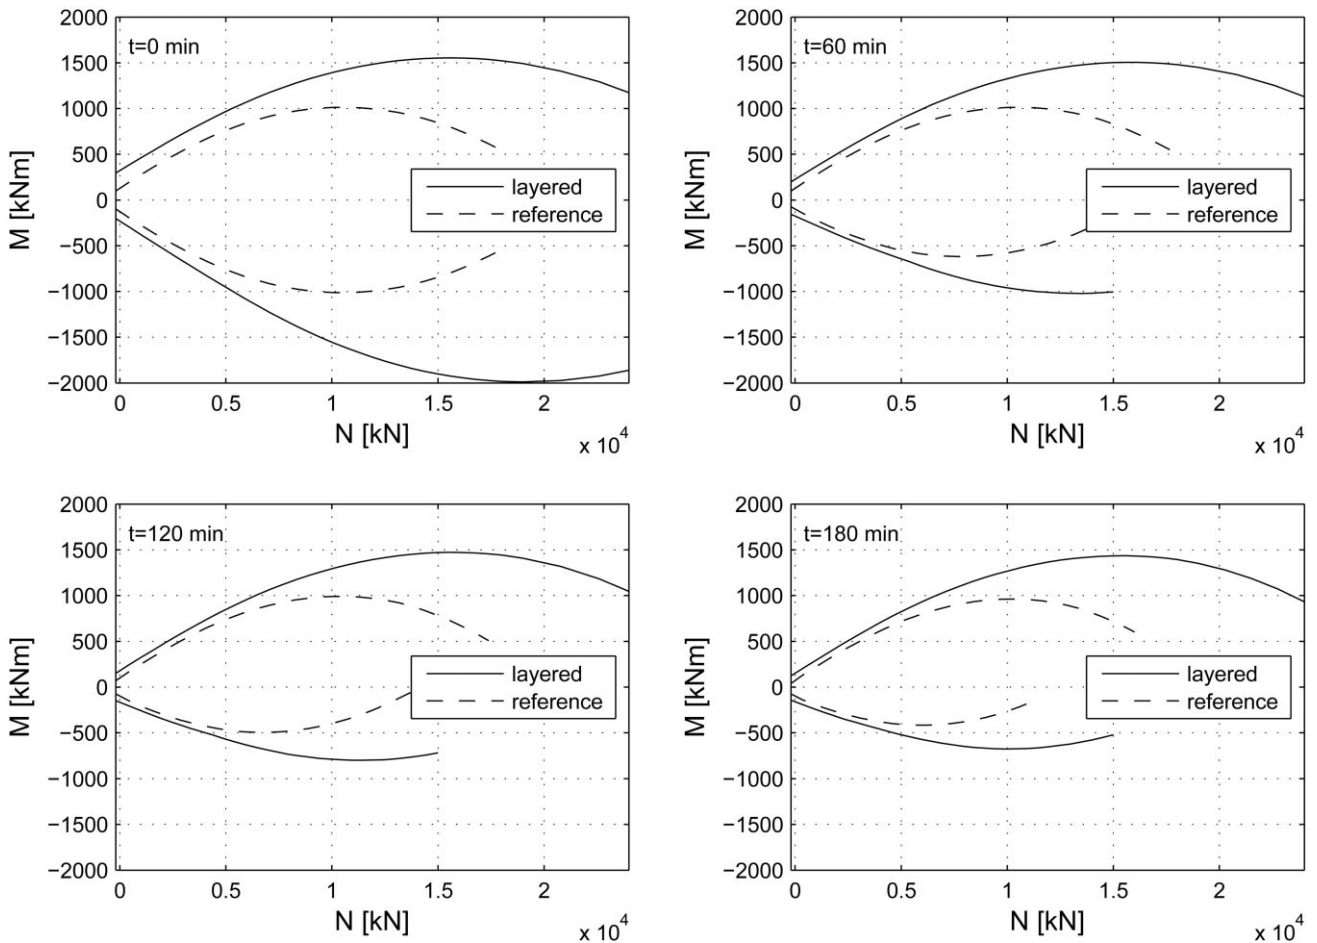 2000
1500
1000
500
0
−500
−1000
−1500
−2000
M [kNm]
t=0 min
layered
reference
0 0.5 1 1.5 2
N [kN]
x 10^4
2000
1500
1000
500
0
−500
−1000
−1500
−2000
M [kNm]
t=60 min
layered
reference
0 0.5 1 1.5 2
N [kN]
x 10^4
2000
1500
1000
500
0
−500
−1000
−1500
−2000
M [kNm]
t=120 min
layered
reference
0 0.5 1 1.5 2
N [kN]
x 10^4
2000
1500
1000
500
0
−500
−1000
−1500
−2000
M [kNm]
t=180 min
layered
reference
0 0.5 1 1.5 2
N [kN]
x 10^4